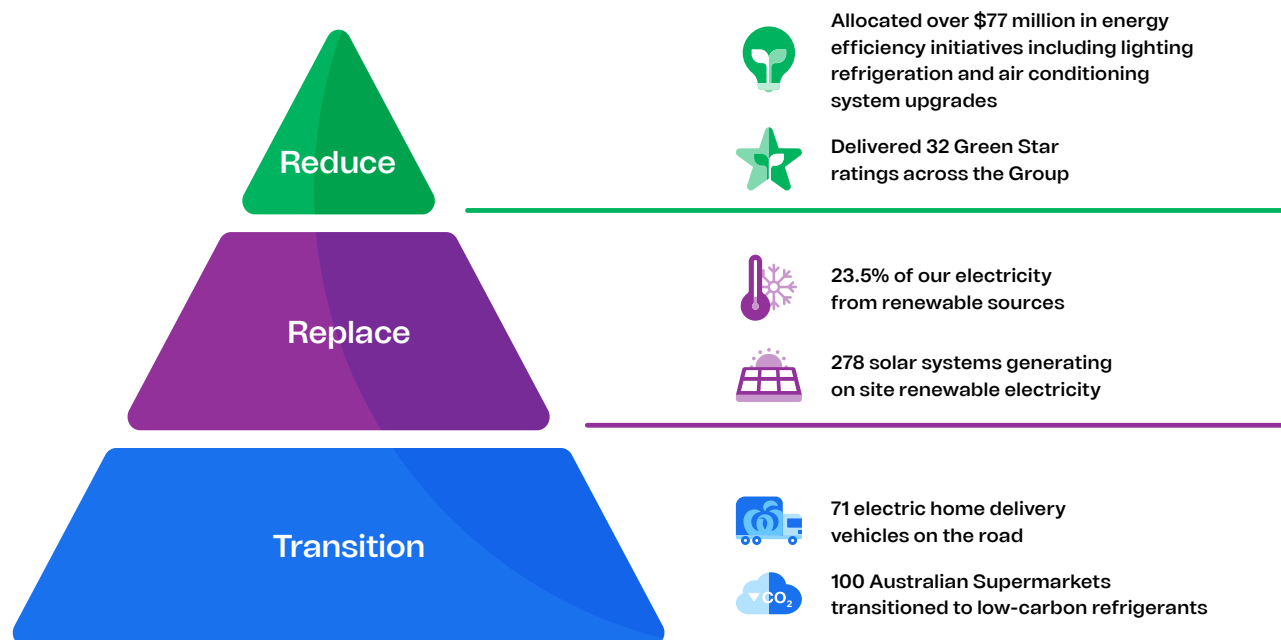 Reduce
Allocated over $77 million in energy
efficiency initiatives including lighting
refrigeration and air conditioning
system upgrades
Delivered 32 Green Star
ratings across the Group
Replace
23.5% of our electricity
from renewable sources
278 solar systems generating
on site renewable electricity
Transition
71 electric home delivery
vehicles on the road
▼CO₂
100 Australian Supermarkets
transitioned to low-carbon refrigerants